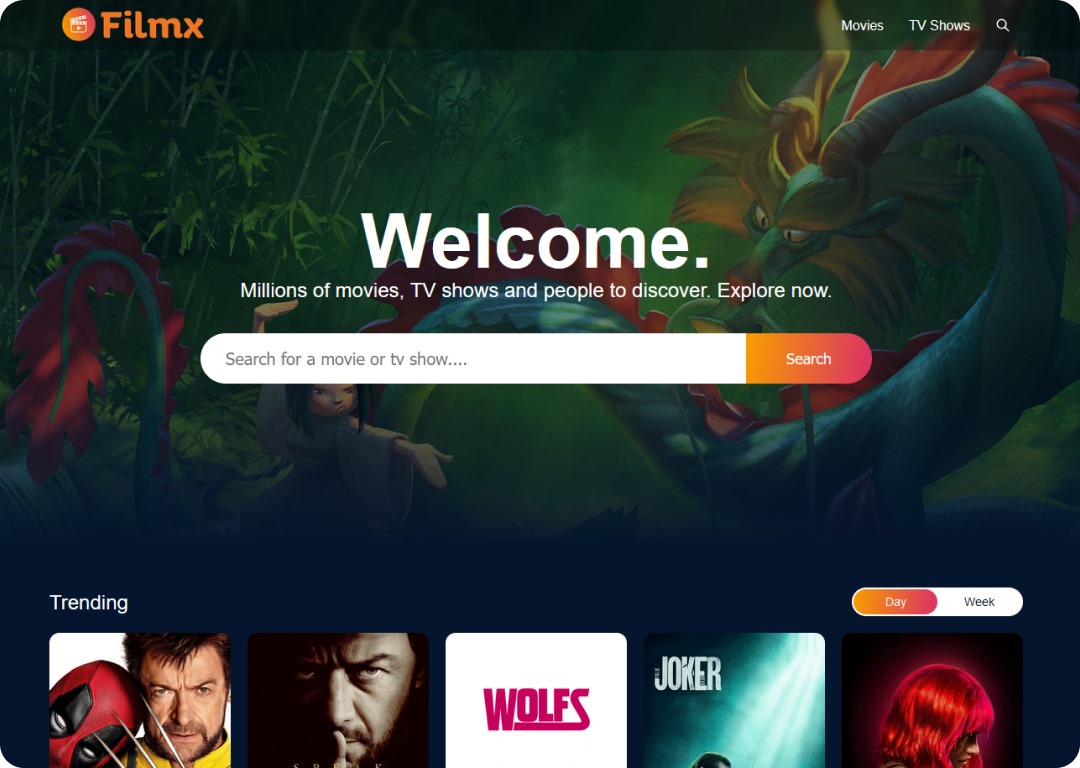 Filmx
Movies TV Shows
Welcome.
Millions of movies, TV shows and people to discover. Explore now.
Search for a movie or tv show....
Search
Trending
Day Week
SPEAK
WOLFS
JOKER